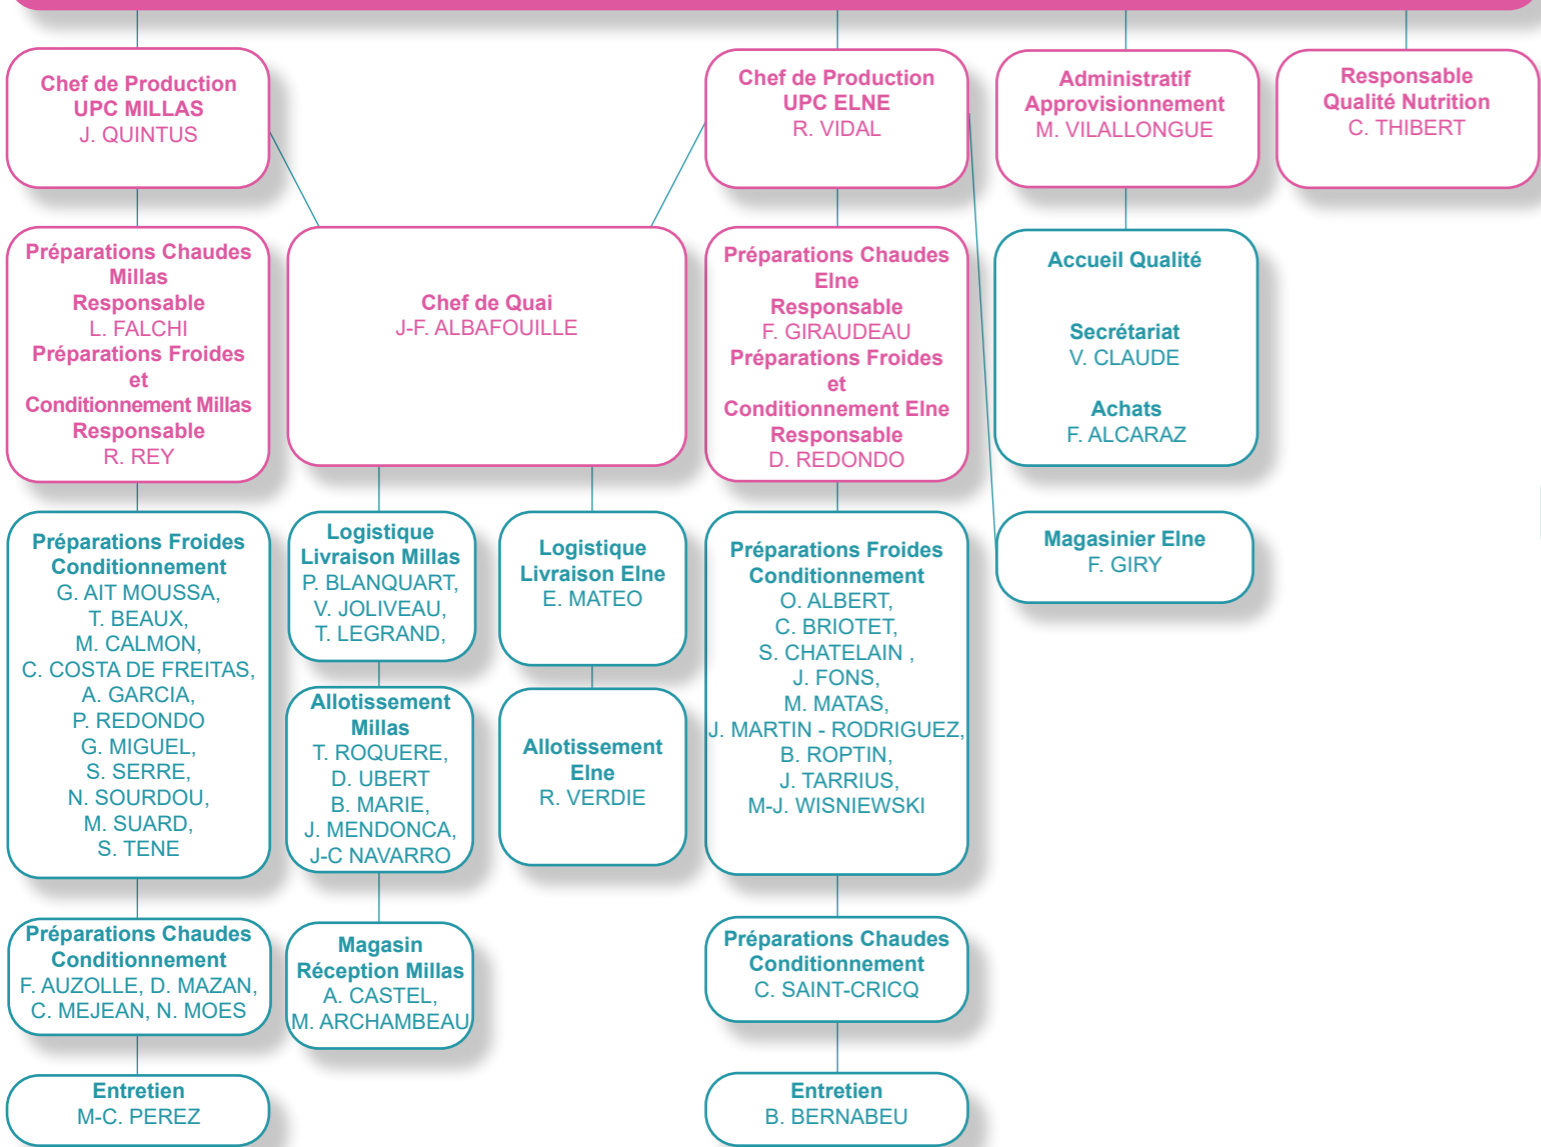 Chef de Production
UPC MILLAS
J. QUINTUS
Chef de Production
UPC ELNE
R. VIDAL
Administratif
Approvisionnement
M. VILALLONGUE
Responsable
Qualité Nutrition
C. THIBERT
Préparations Chaudes
Millas
Responsable
L. FALCHI
Préparations Froides
et
Conditionnement Millas
Responsable
R. REY
Chef de Quai
J-F. ALBAFOUILLE
Préparations Chaudes
Elne
Responsable
F. GIRAUDEAU
Préparations Froides
et
Conditionnement Elne
Responsable
D. REDONDO
Accueil Qualité
Secrétariat
V. CLAUDE
Achats
F. ALCARAZ
Préparations Froides
Conditionnement
G. AIT MOUSSA,
T. BEAUX,
M. CALMON,
C. COSTA DE FREITAS,
A. GARCIA,
P. REDONDO
G. MIGUEL,
S. SERRE,
N. SOURDOU,
M. SUARD,
S. TENE
Logistique
Livraison Millas
P. BLANQUART,
V. JOLIVEAU,
T. LEGRAND,
Logistique
Livraison Elne
E. MATEO
Préparations Froides
Conditionnement
O. ALBERT,
C. BRIOTET,
S. CHATELAIN ,
J. FONS,
M. MATAS,
J. MARTIN - RODRIGUEZ,
B. ROPTIN,
J. TARRIUS,
M-J. WISNIEWSKI
Magasinier Elne
F. GIRY
Allotissement
Millas
T. ROQUERE,
D. UBERT
B. MARIE,
J. MENDONCA,
J-C NAVARRO
Allotissement
Elne
R. VERDIE
Préparations Chaudes
Conditionnement
F. AUZOLLE, D. MAZAN,
C. MEJEAN, N. MOES
Magasin
Réception Millas
A. CASTEL,
M. ARCHAMBEAU
Préparations Chaudes
Conditionnement
C. SAINT-CRICQ
Entretien
M-C. PEREZ
Entretien
B. BERNABEU